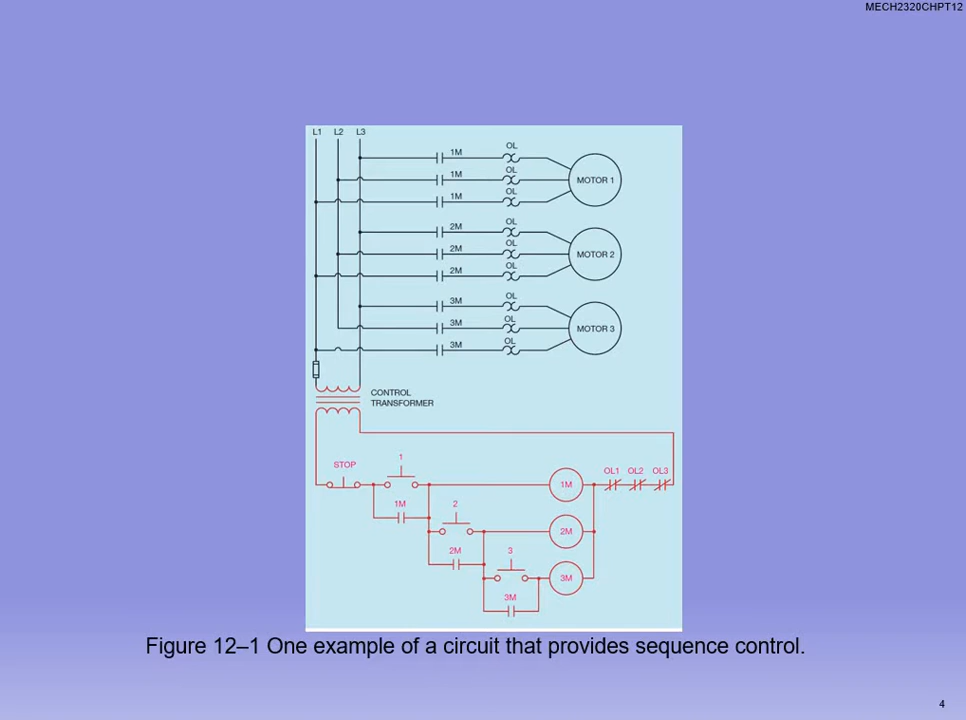 MECH2320CHPT12
L1 L2 L3
1M OL
1M OL
1M OL
MOTOR 1
2M OL
2M OL
2M OL
MOTOR 2
3M OL
3M OL
3M OL
MOTOR 3
CONTROL
TRANSFORMER
STOP 1 1M OL1 OL2 OL3
1M 2 2M
2M 3 3M
3M
Figure 12–1 One example of a circuit that provides sequence control.
4